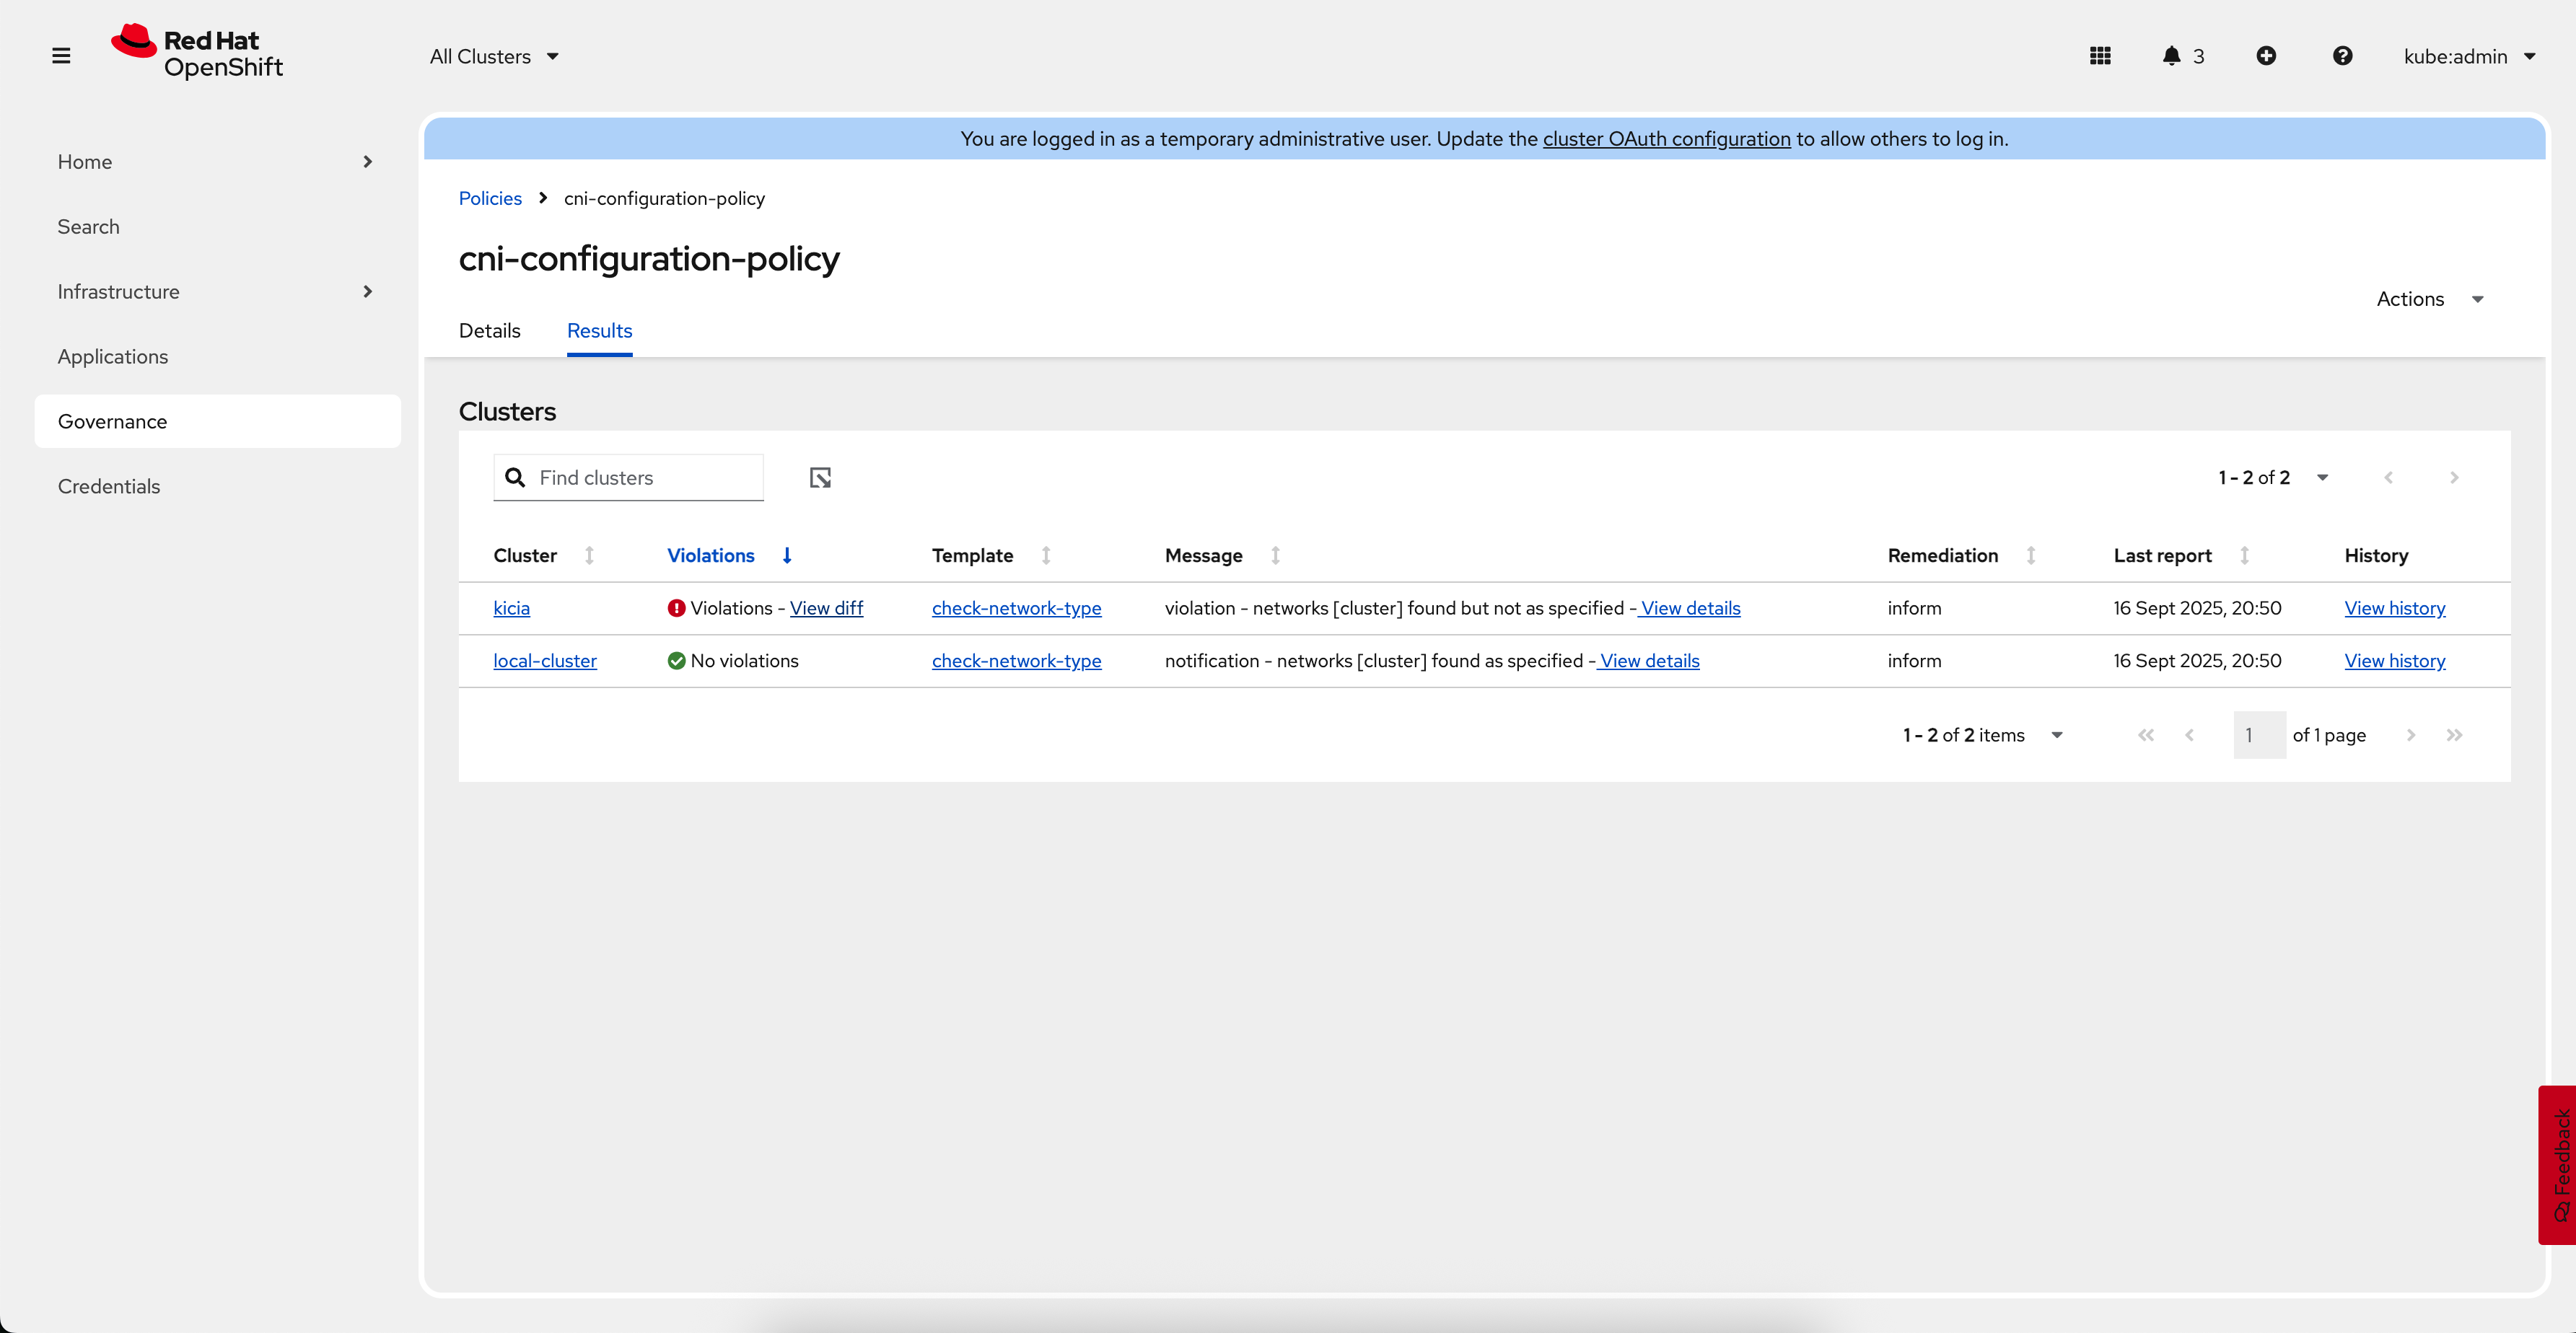 Red Hat
OpenShift
All Clusters
3
kube:admin
Home
Search
Infrastructure
Applications
Governance
Credentials
You are logged in as a temporary administrative user. Update the cluster OAuth configuration to allow others to log in.
Policies
cni-configuration-policy
cni-configuration-policy
Actions
Details
Results
Clusters
Find clusters
1 - 2 of 2
Cluster Violations Template Message Remediation Last report History
kicia Violations - View diff check-network-type violation - networks [cluster] found but not as specified - View details inform 16 Sept 2025, 20:50 View history
local-cluster No violations check-network-type notification - networks [cluster] found as specified - View details inform 16 Sept 2025, 20:50 View history
1 - 2 of 2 items 1 of 1 page
Feedback